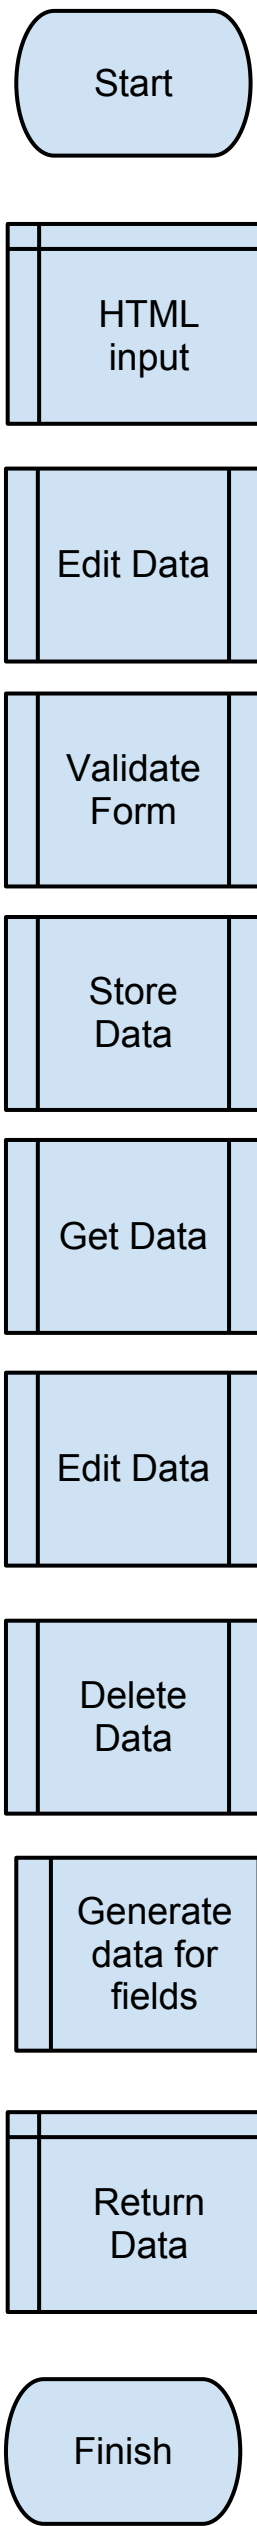 Start
HTML
input
Edit Data
Validate
Form
Store
Data
Get Data
Edit Data
Delete
Data
Generate
data for
fields
Return
Data
Finish